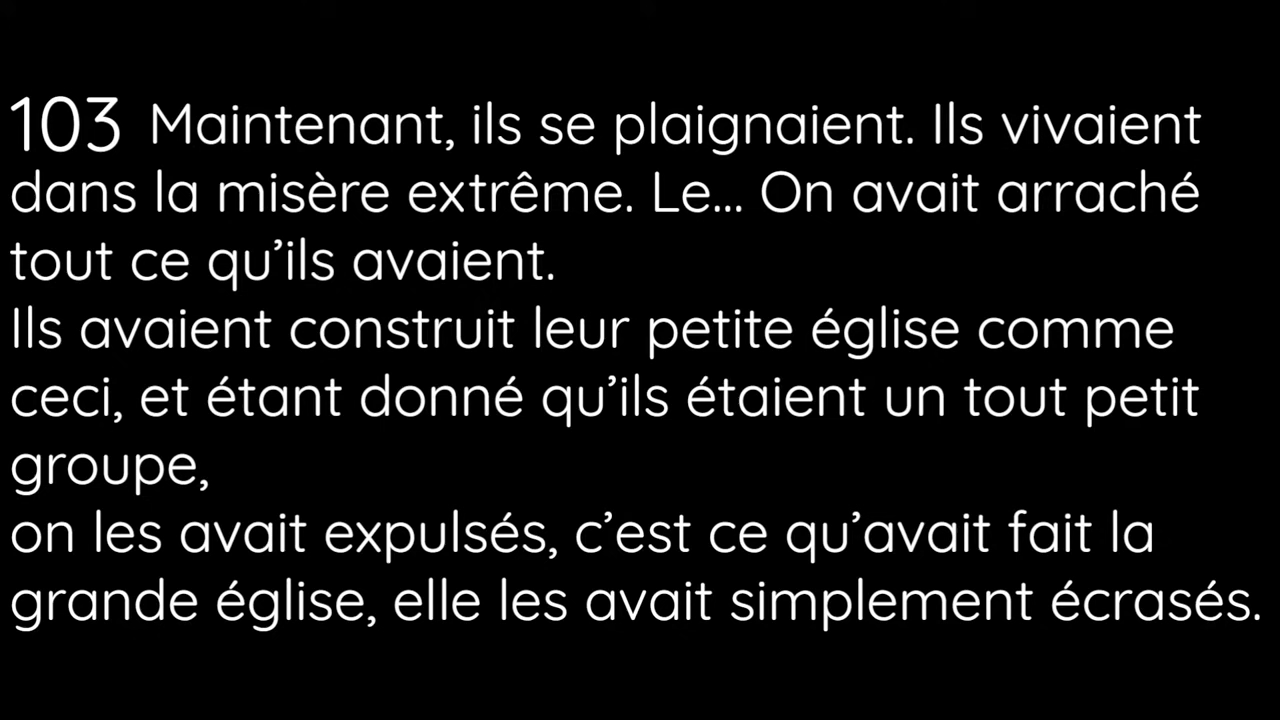 103 Maintenant, ils se plaignaient. Ils vivaient
dans la misère extrême. Le... On avait arraché
tout ce qu’ils avaient.
Ils avaient construit leur petite église comme
ceci, et étant donné qu’ils étaient un tout petit
groupe,
on les avait expulsés, c’est ce qu’avait fait la
grande église, elle les avait simplement écrasés.